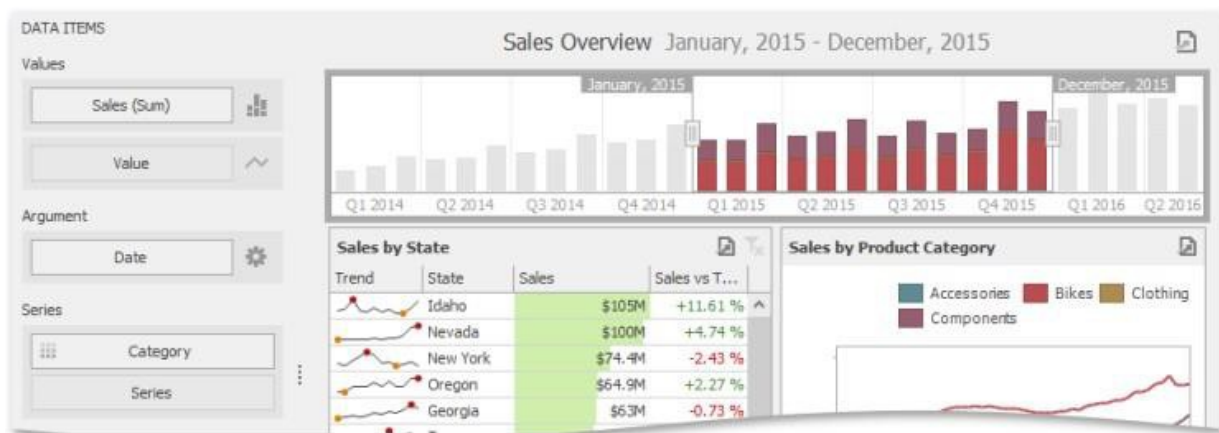 DATA ITEMS
Values
Sales (Sum)
Value
Argument
Date
Series
Category
Series
Sales Overview January, 2015 - December, 2015
January, 2015
December, 2015
Q1 2014 Q2 2014 Q3 2014 Q4 2014 Q1 2015 Q2 2015 Q3 2015 Q4 2015 Q1 2016 Q2 2016
Sales by State
Trend State Sales Sales vs T...
Idaho $105M +11.61 %
Nevada $100M +4.74 %
New York $74.4M -2.43 %
Oregon $64.9M +2.27 %
Georgia $63M -0.73 %
Sales by Product Category
Accessories Bikes Clothing
Components